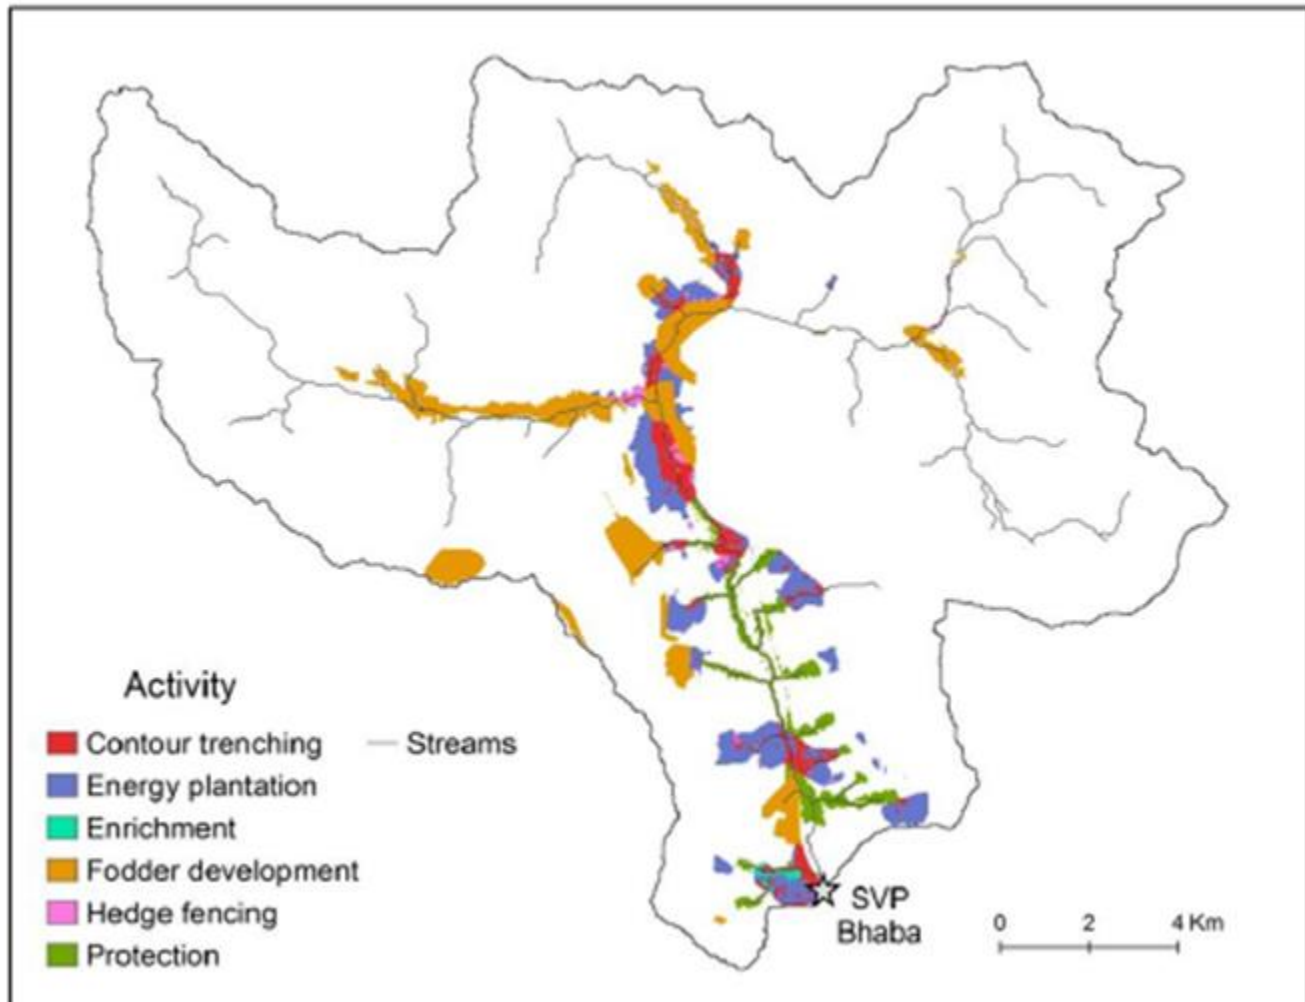 Activity
Contour trenching
Streams
Energy plantation
Enrichment
Fodder development
Hedge fencing
Protection
SVP
Bhaba
0 2 4 Km